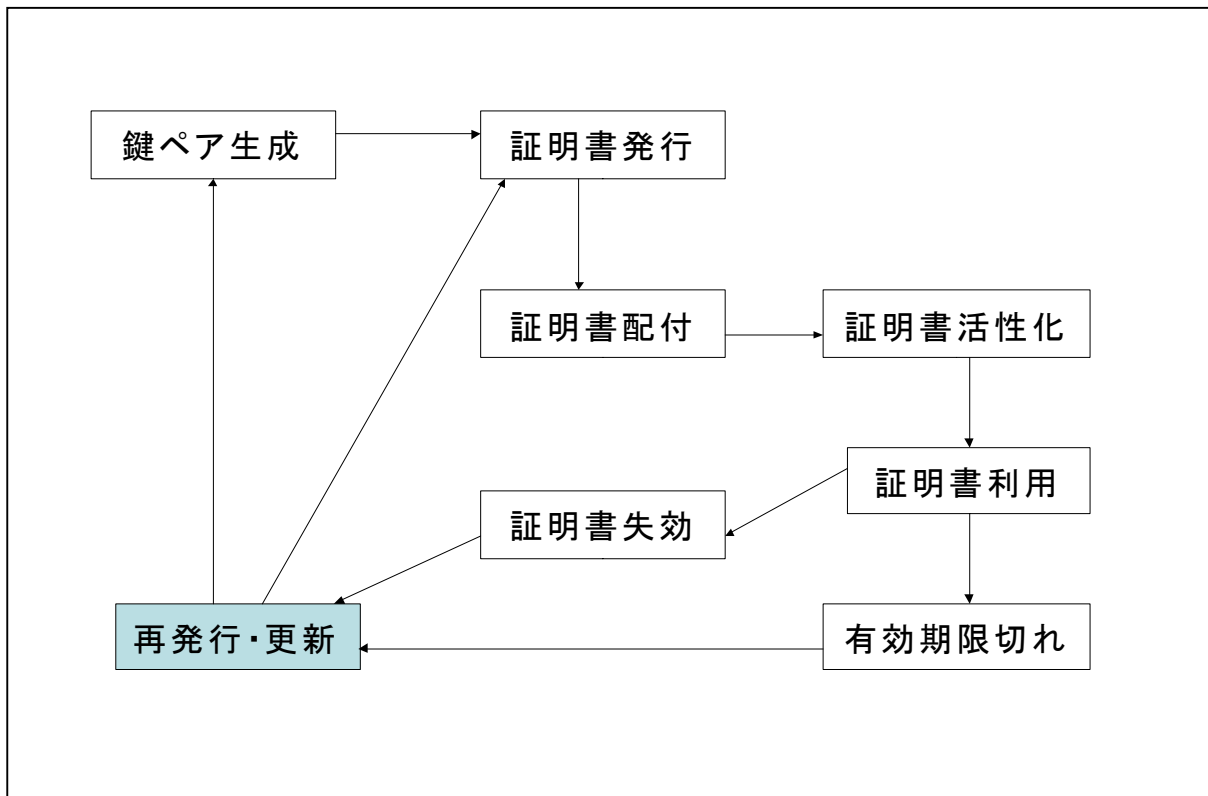 鍵ペア生成
証明書発行
証明書配付
証明書活性化
証明書利用
証明書失効
再発行・更新
有効期限切れ